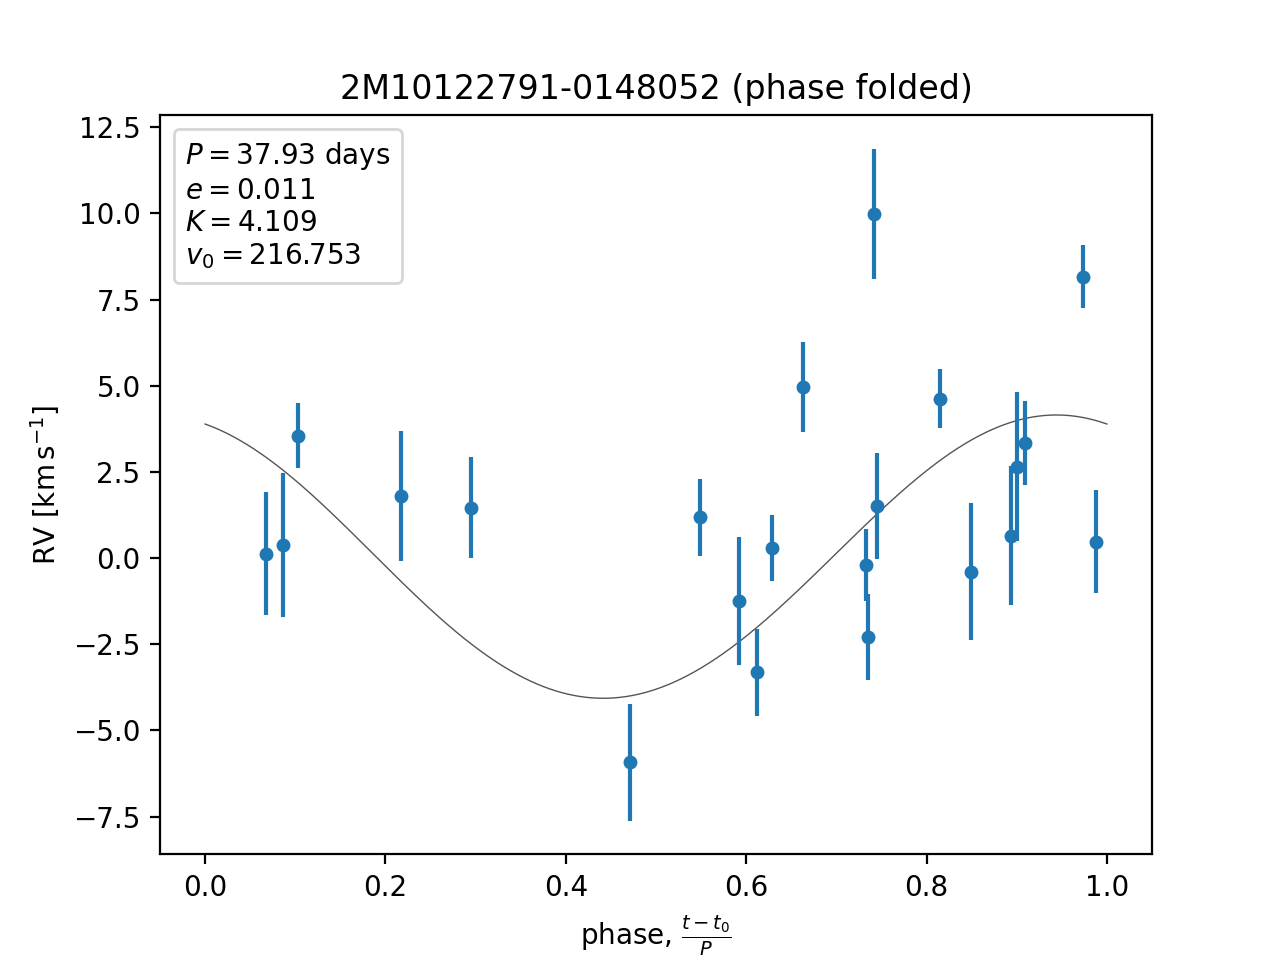 2M10122791-0148052 (phase folded)
P = 37.93 days
e = 0.011
K = 4.109
v₀ = 216.753
12.5
10.0
7.5
5.0
2.5
0.0
−2.5
−5.0
−7.5
RV [km s⁻¹]
0.0 0.2 0.4 0.6 0.8 1.0
phase, (t − t₀)/P